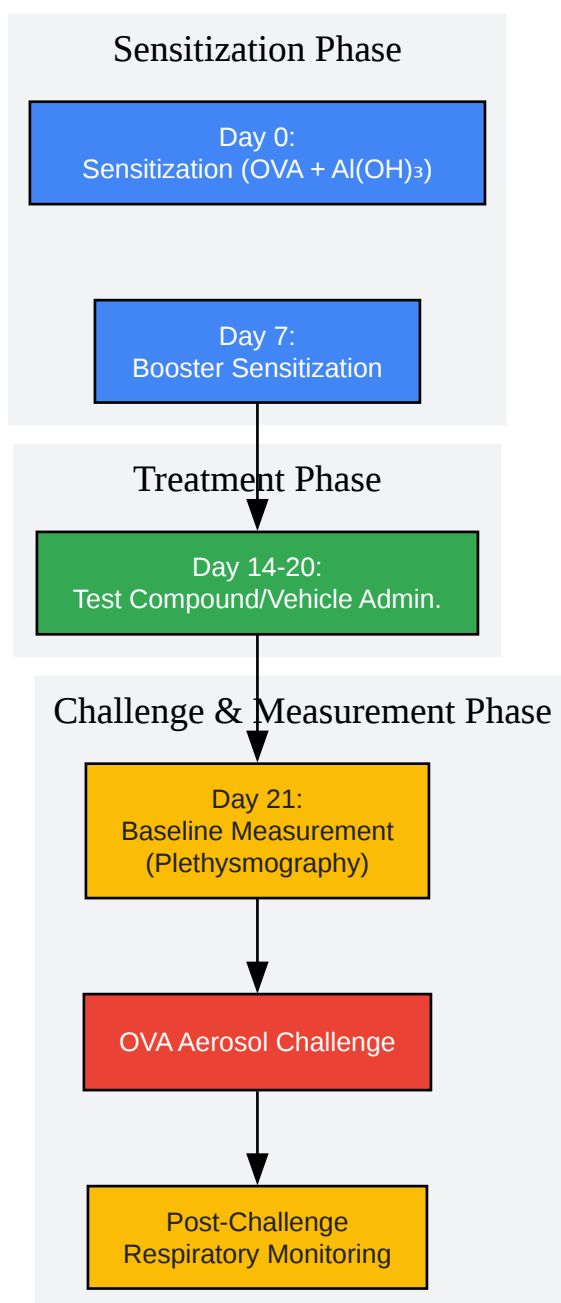 Sensitization Phase
Day 0:
Sensitization (OVA + Al(OH)₃)
Day 7:
Booster Sensitization
Treatment Phase
Day 14-20:
Test Compound/Vehicle Admin.
Challenge & Measurement Phase
Day 21:
Baseline Measurement
(Plethysmography)
OVA Aerosol Challenge
Post-Challenge
Respiratory Monitoring